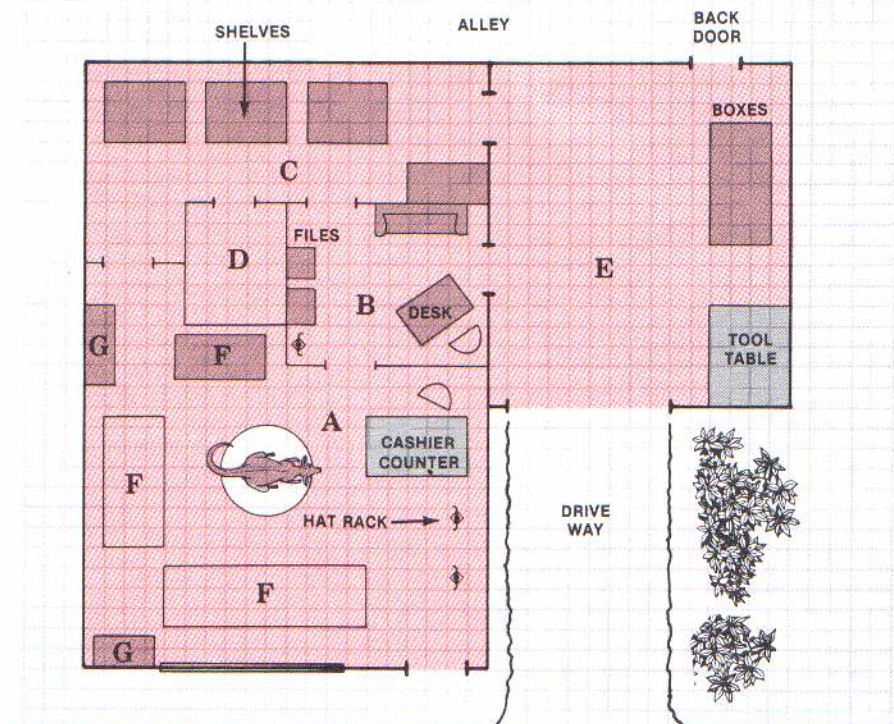 SHELVES
ALLEY
BACK
DOOR
BOXES
C
D
FILES
E
B
DESK
G
F
TOOL
TABLE
A
CASHIER
COUNTER
F
HAT RACK
DRIVE
WAY
F
G